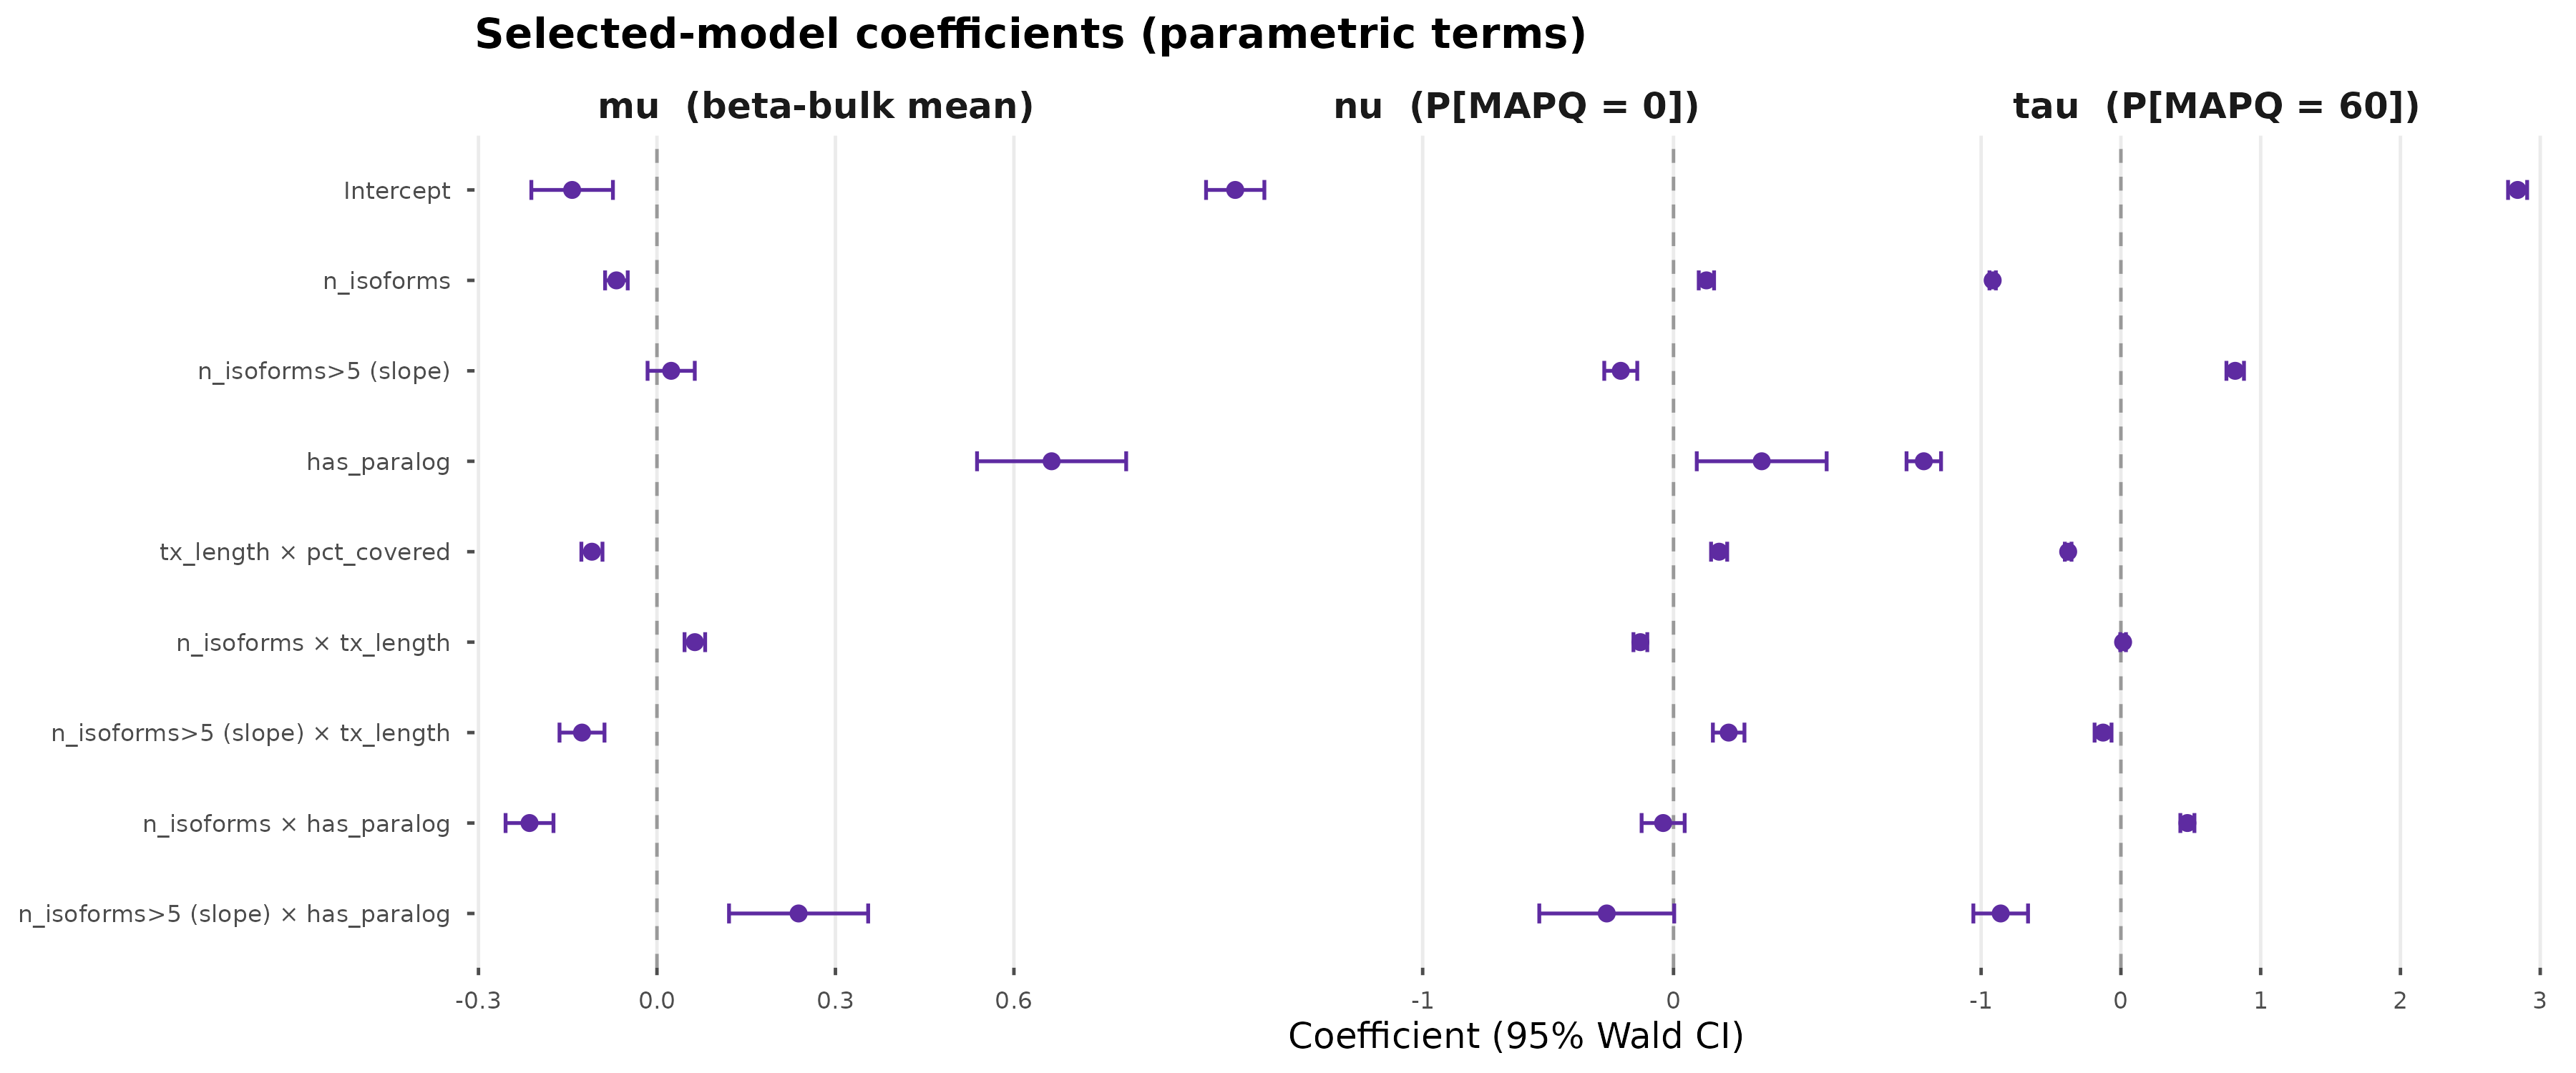 Selected-model coefficients (parametric terms)
mu (beta-bulk mean)
nu (P[MAPQ = 0])
tau (P[MAPQ = 60])
Intercept
n_isoforms
n_isoforms>5 (slope)
has_paralog
tx_length × pct_covered
n_isoforms × tx_length
n_isoforms>5 (slope) × tx_length
n_isoforms × has_paralog
n_isoforms>5 (slope) × has_paralog
-0.3 0.0 0.3 0.6
-1 0
-1 0 1 2 3
Coefficient (95% Wald CI)